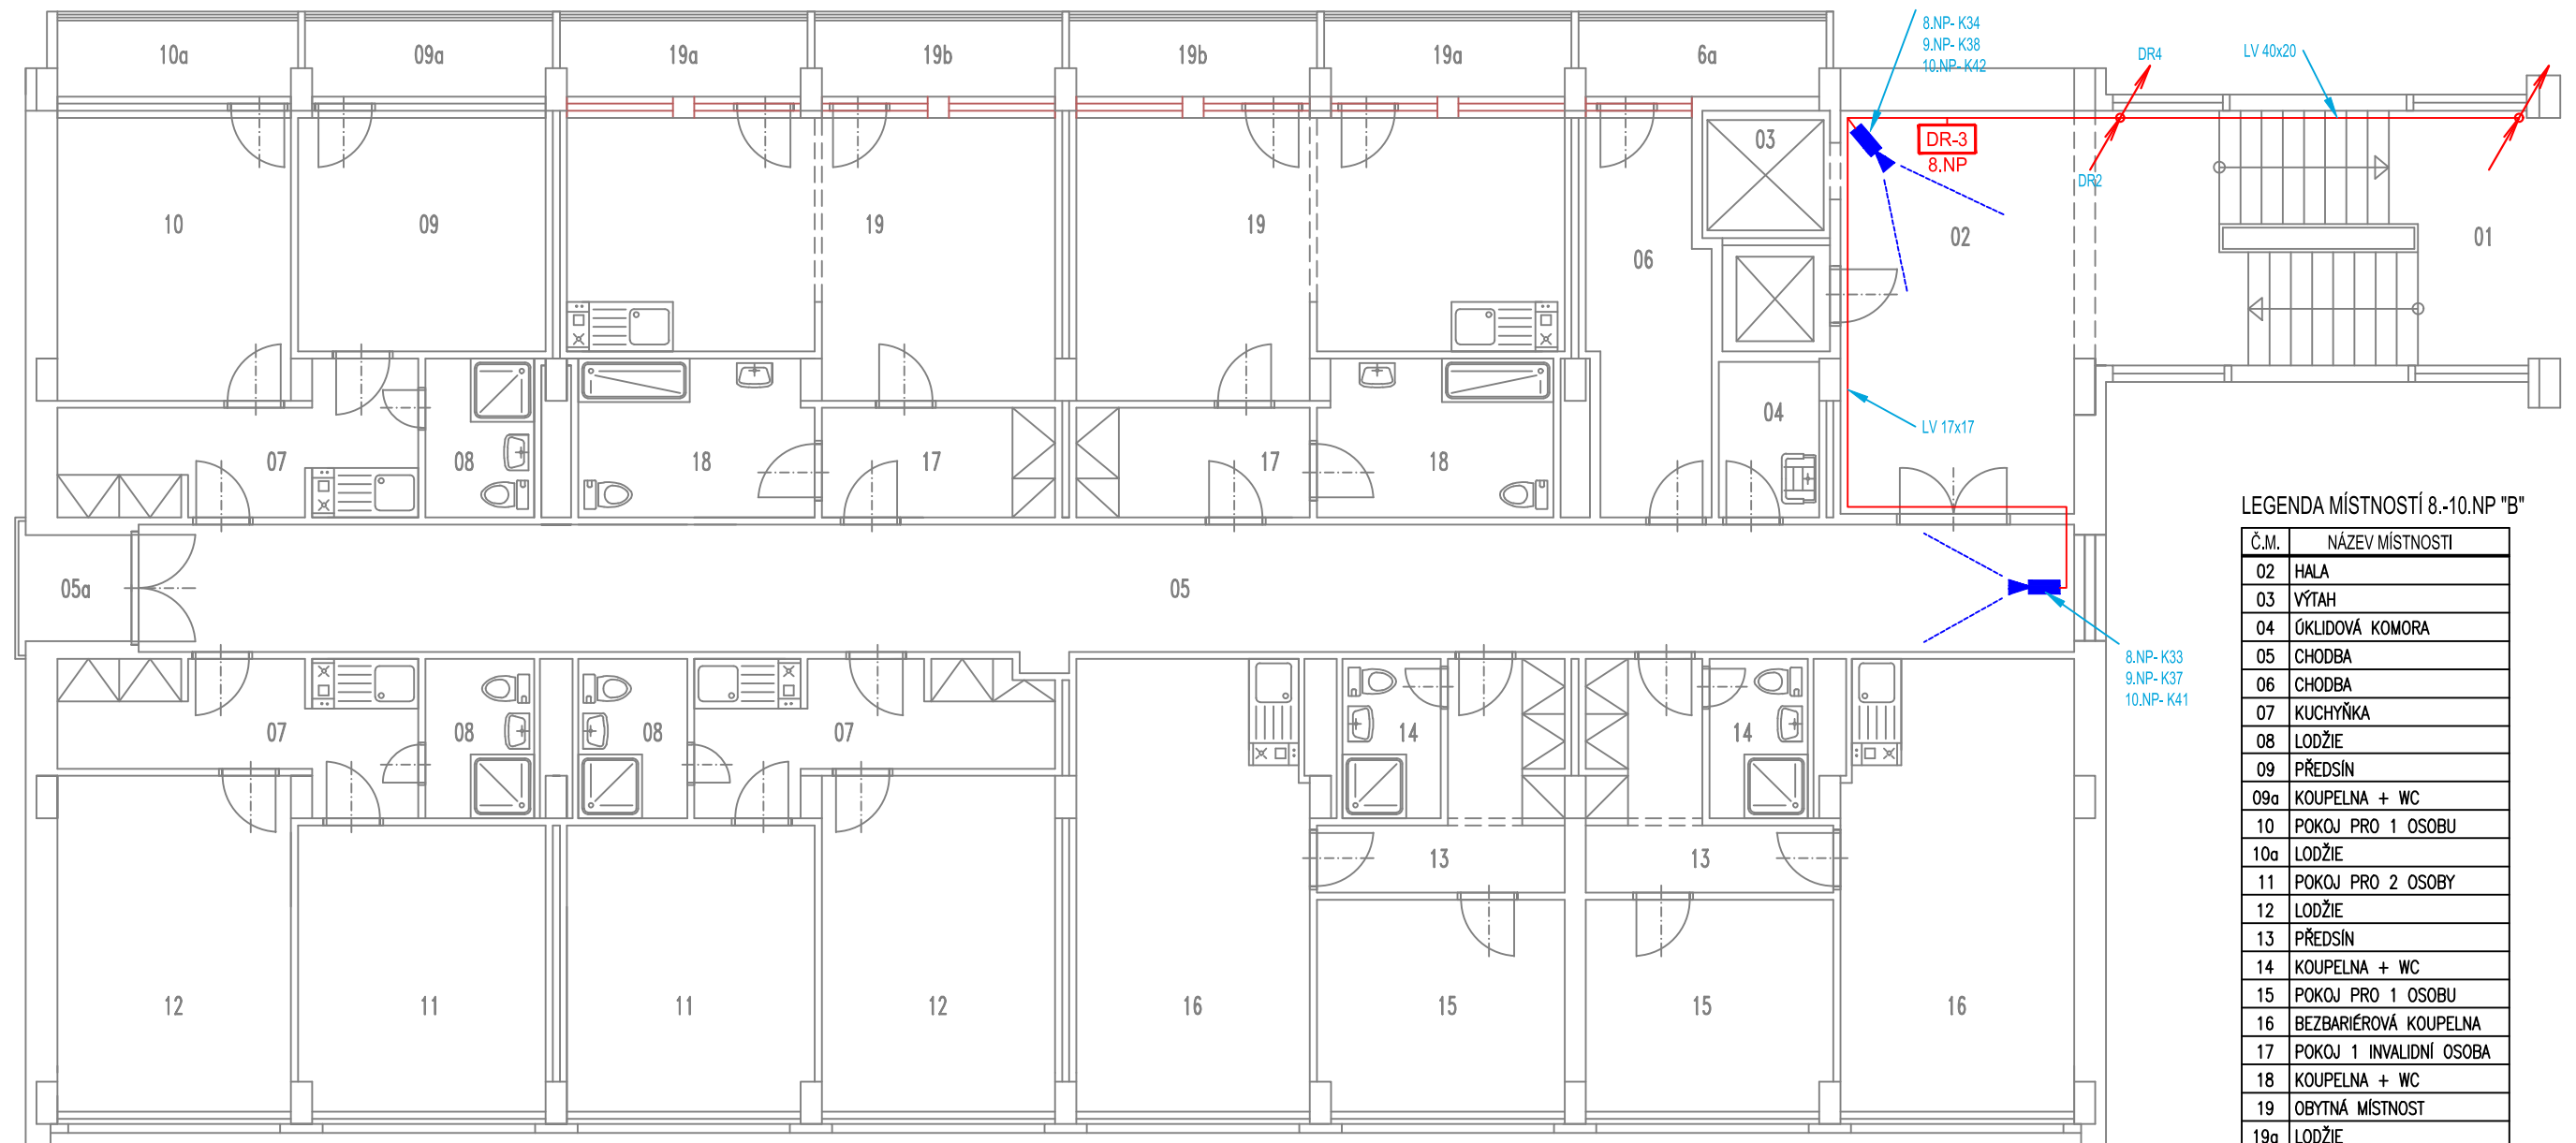 10a
09a
19a
19b
19b
19a
6a
8.NP- K34
9.NP- K38
10.NP- K42
DR4
LV 40x20
03
DR-3
8.NP
DR2
10
09
19
19
06
02
01
04
LV 17x17
07
08
18
17
17
18
05a
05
8.NP- K33
9.NP- K37
10.NP- K41
07
08
08
07
14
14
13
13
12
11
11
12
16
15
15
16
LEGENDA MÍSTNOSTÍ 8.-10.NP "B"
Č.M. NÁZEV MÍSTNOSTI
02 HALA
03 VÝTAH
04 ÚKLIDOVÁ KOMORA
05 CHODBA
06 CHODBA
07 KUCHYŇKA
08 LODŽIE
09 PŘEDSÍN
09a KOUPELNA + WC
10 POKOJ PRO 1 OSOBU
10a LODŽIE
11 POKOJ PRO 2 OSOBY
12 LODŽIE
13 PŘEDSÍN
14 KOUPELNA + WC
15 POKOJ PRO 1 OSOBU
16 BEZBARIÉROVÁ KOUPELNA
17 POKOJ 1 INVALIDNÍ OSOBA
18 KOUPELNA + WC
19 OBYTNÁ MÍSTNOST
19a LODŽIE